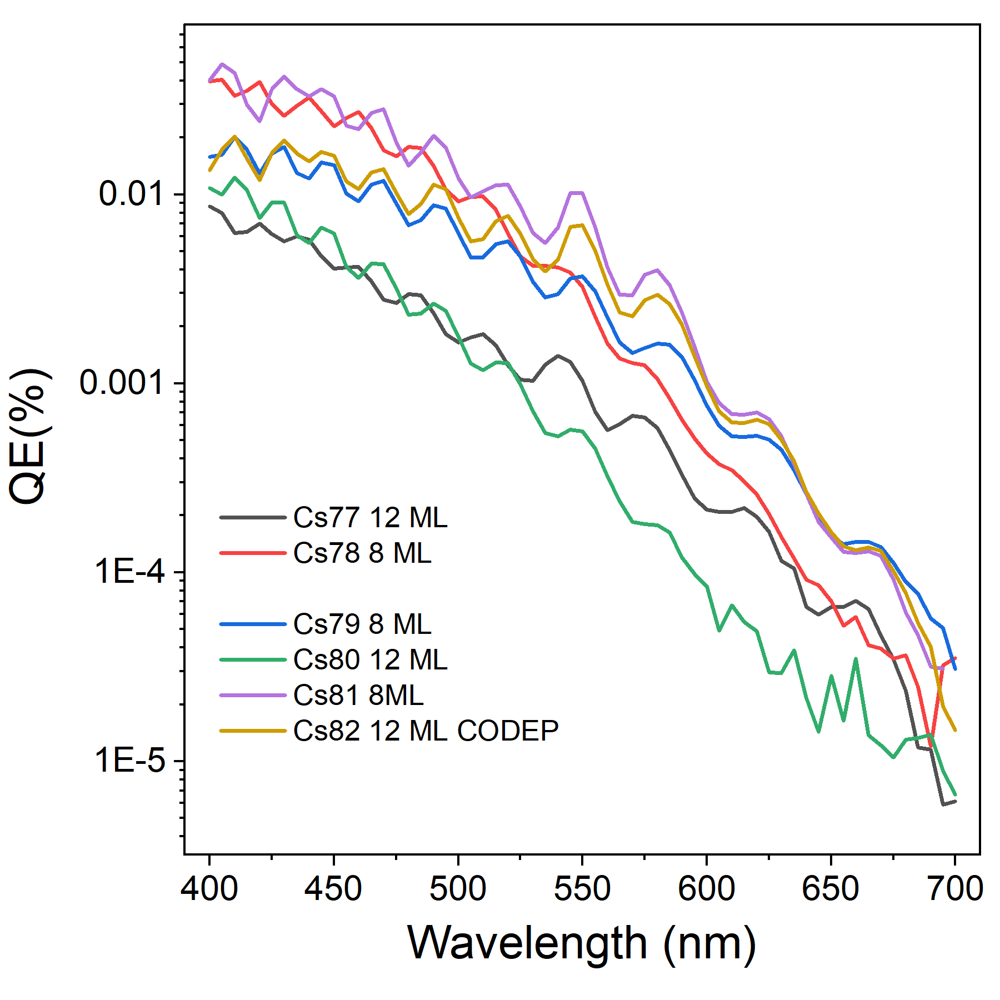 QE(%)
0.01
0.001
1E-4
1E-5
Cs77 12 ML
Cs78 8 ML
Cs79 8 ML
Cs80 12 ML
Cs81 8ML
Cs82 12 ML CODEP
400 450 500 550 600 650 700
Wavelength (nm)